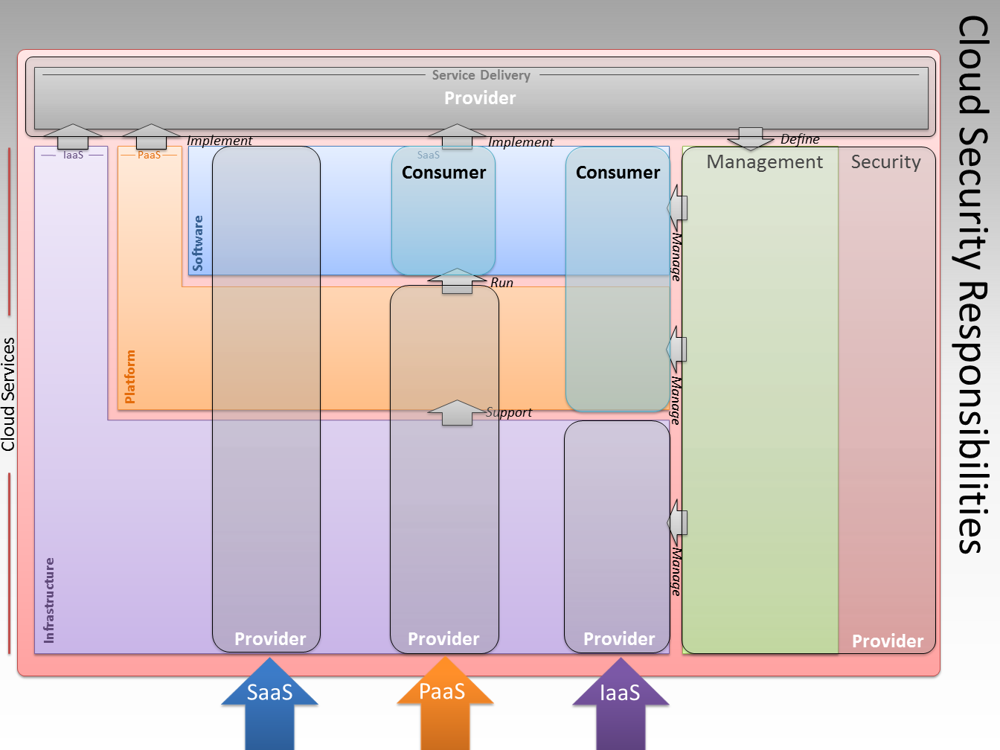 Cloud Security Responsibilities
Service Delivery
Provider
Implement
Implement
Define
IaaS
PaaS
SaaS
Consumer
Consumer
Management
Security
Software
Manage
Run
Cloud Services
Platform
Manage
Support
Infrastructure
Manage
Provider
Provider
Provider
Provider
SaaS
PaaS
IaaS